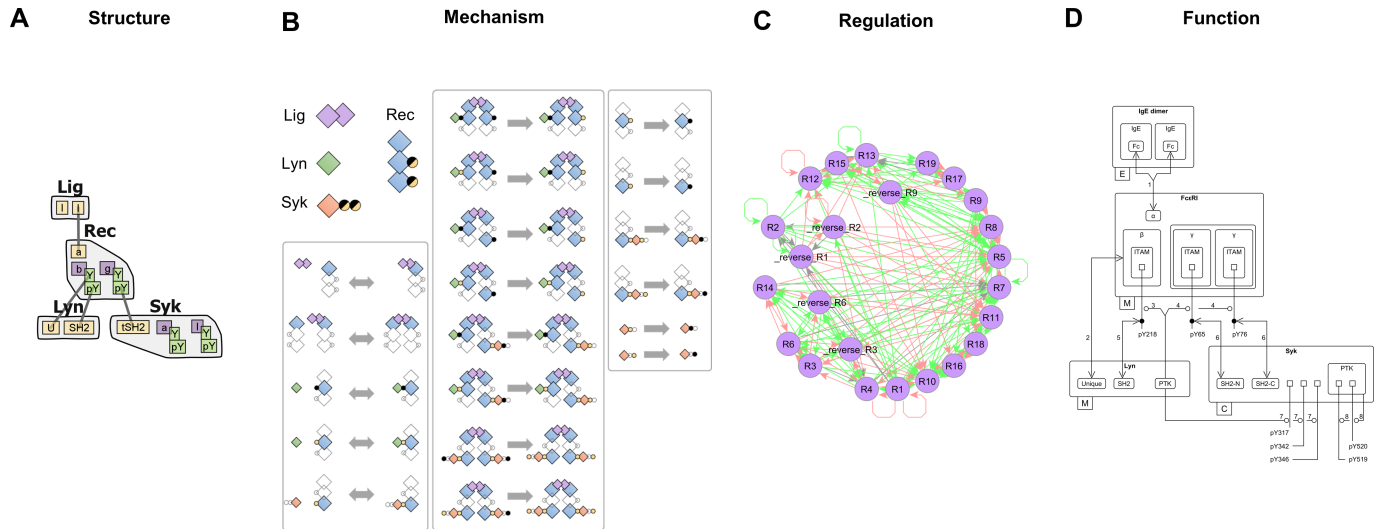 A Structure
B Mechanism
C Regulation
D Function
Lig
l l
Rec
a
b g
Y Y
pY pY
Lyn Syk
U SH2 tSH2
a l
Y Y
pY pY
Lig
Rec
Lyn
Syk
R13
R15 R19
R12 R17
_reverse_R9
R9
R2 _reverse_R2 R8
_reverse_R1 R5
R14 R7
_reverse_R6
R11
R6 _reverse_R3 R18
R3 R16
R4 R1 R10
IgE dimer
IgE IgE
Fc Fc
E
1
FcεRI
α
β γ γ
ITAM ITAM ITAM
M
3 4 4
pY218 pY65 pY76
2 5 6 6
Lyn Syk
PTK
Unique SH2 PTK SH2-N SH2-C
M C
7 7 7 8 8
pY317
pY342 pY520
pY346 pY519